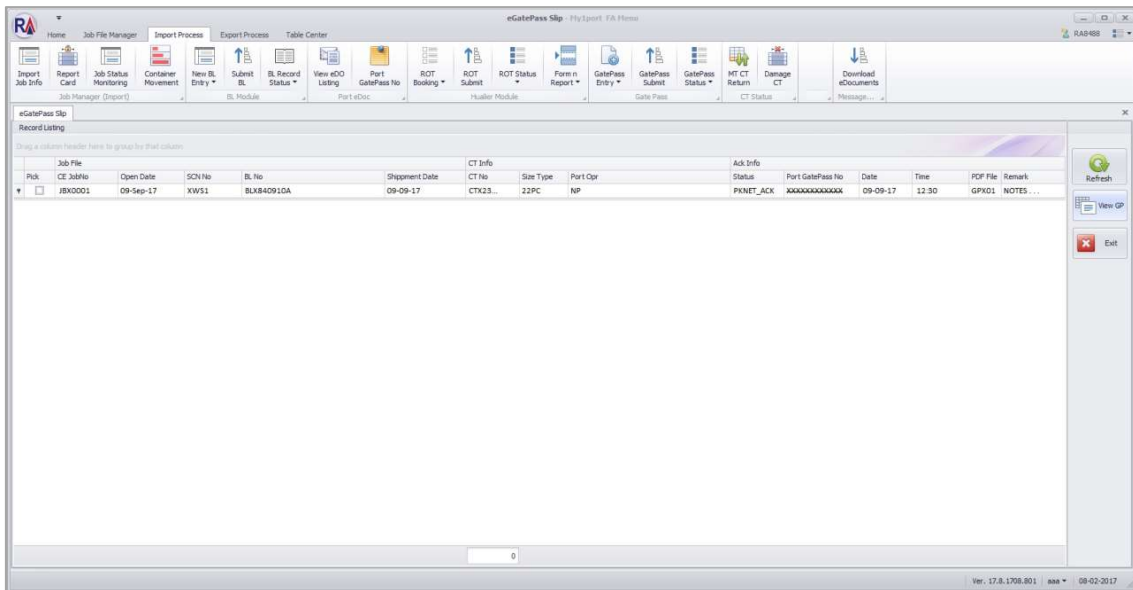 eGatePass Slip - My1port FA Menu
RA
Home Job File Manager Import Process Export Process Table Center RA8488
Import Job Info Report Card Job Status Monitoring Container Movement New BL Entry Submit BL BL Record Status View eDO Listing Port GatePass No ROT Booking ROT Submit ROT Status Form n Report GatePass Entry GatePass Submit GatePass Status MT CT Return Damage CT Download eDocuments
Job Manager (Import) BL Module Port eDoc Hualier Module Gate Pass CT Status Message...
eGatePass Slip
Record Listing
Drag a column header here to group by that column
Job File CT Info Ack Info
Pick CE JobNo Open Date SCN No BL No Shippment Date CT No Size Type Port Opr Status Port GatePass No Date Time PDF File Remark
JBX0001 09-Sep-17 XWS1 BLX840910A 09-09-17 CTX23... 22PC NP PKNET_ACK XXXXXXXXXXXX 09-09-17 12:30 GPX01 NOTES ...
Refresh
View GP
Exit
0
Ver. 17.8.1708.801 aaa 08-02-2017